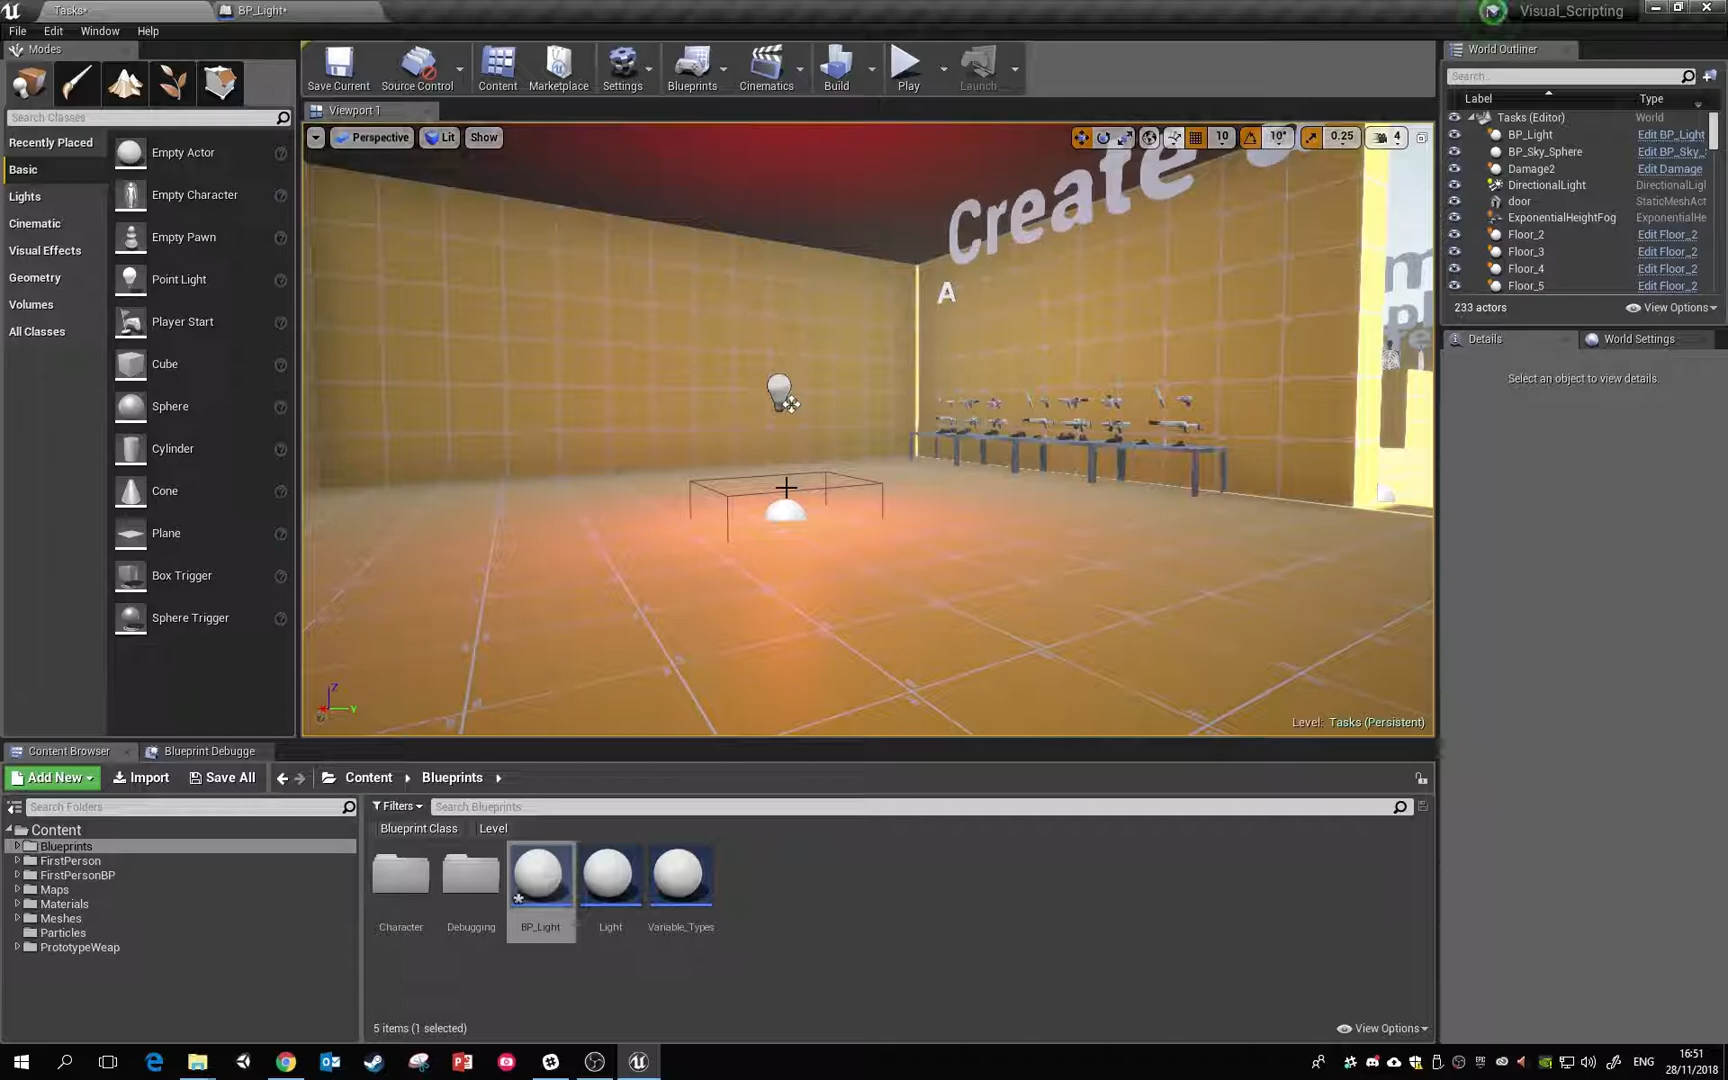 Tasks*
BP_Light*
Visual_Scripting
File Edit Window Help
Modes
Search Classes
Recently Placed
Basic
Lights
Cinematic
Visual Effects
Geometry
Volumes
All Classes
Empty Actor
Empty Character
Empty Pawn
Point Light
Player Start
Cube
Sphere
Cylinder
Cone
Plane
Box Trigger
Sphere Trigger
Save Current
Source Control
Content
Marketplace
Settings
Blueprints
Cinematics
Build
Play
Launch
Viewport 1
Perspective Lit Show
10 10° 0.25 4
Create
A
Z
Y
Level: Tasks (Persistent)
World Outliner
Search...
Label Type
Tasks (Editor) World
BP_Light Edit BP_Light
BP_Sky_Sphere Edit BP_Sky_
Damage2 Edit Damage
DirectionalLight DirectionalLigl
door StaticMeshAct
ExponentialHeightFog ExponentialHe
Floor_2 Edit Floor_2
Floor_3 Edit Floor_2
Floor_4 Edit Floor_2
Floor_5 Edit Floor_2
233 actors View Options
Details World Settings
Select an object to view details.
Content Browser Blueprint Debugge
Add New Import Save All Content Blueprints
Search Folders
Content
Blueprints
FirstPerson
FirstPersonBP
Maps
Materials
Meshes
Particles
PrototypeWeap
Filters Search Blueprints
Blueprint Class Level
Character
Debugging
BP_Light
Light
Variable_Types
5 items (1 selected)
View Options
ENG
16:51
28/11/2018